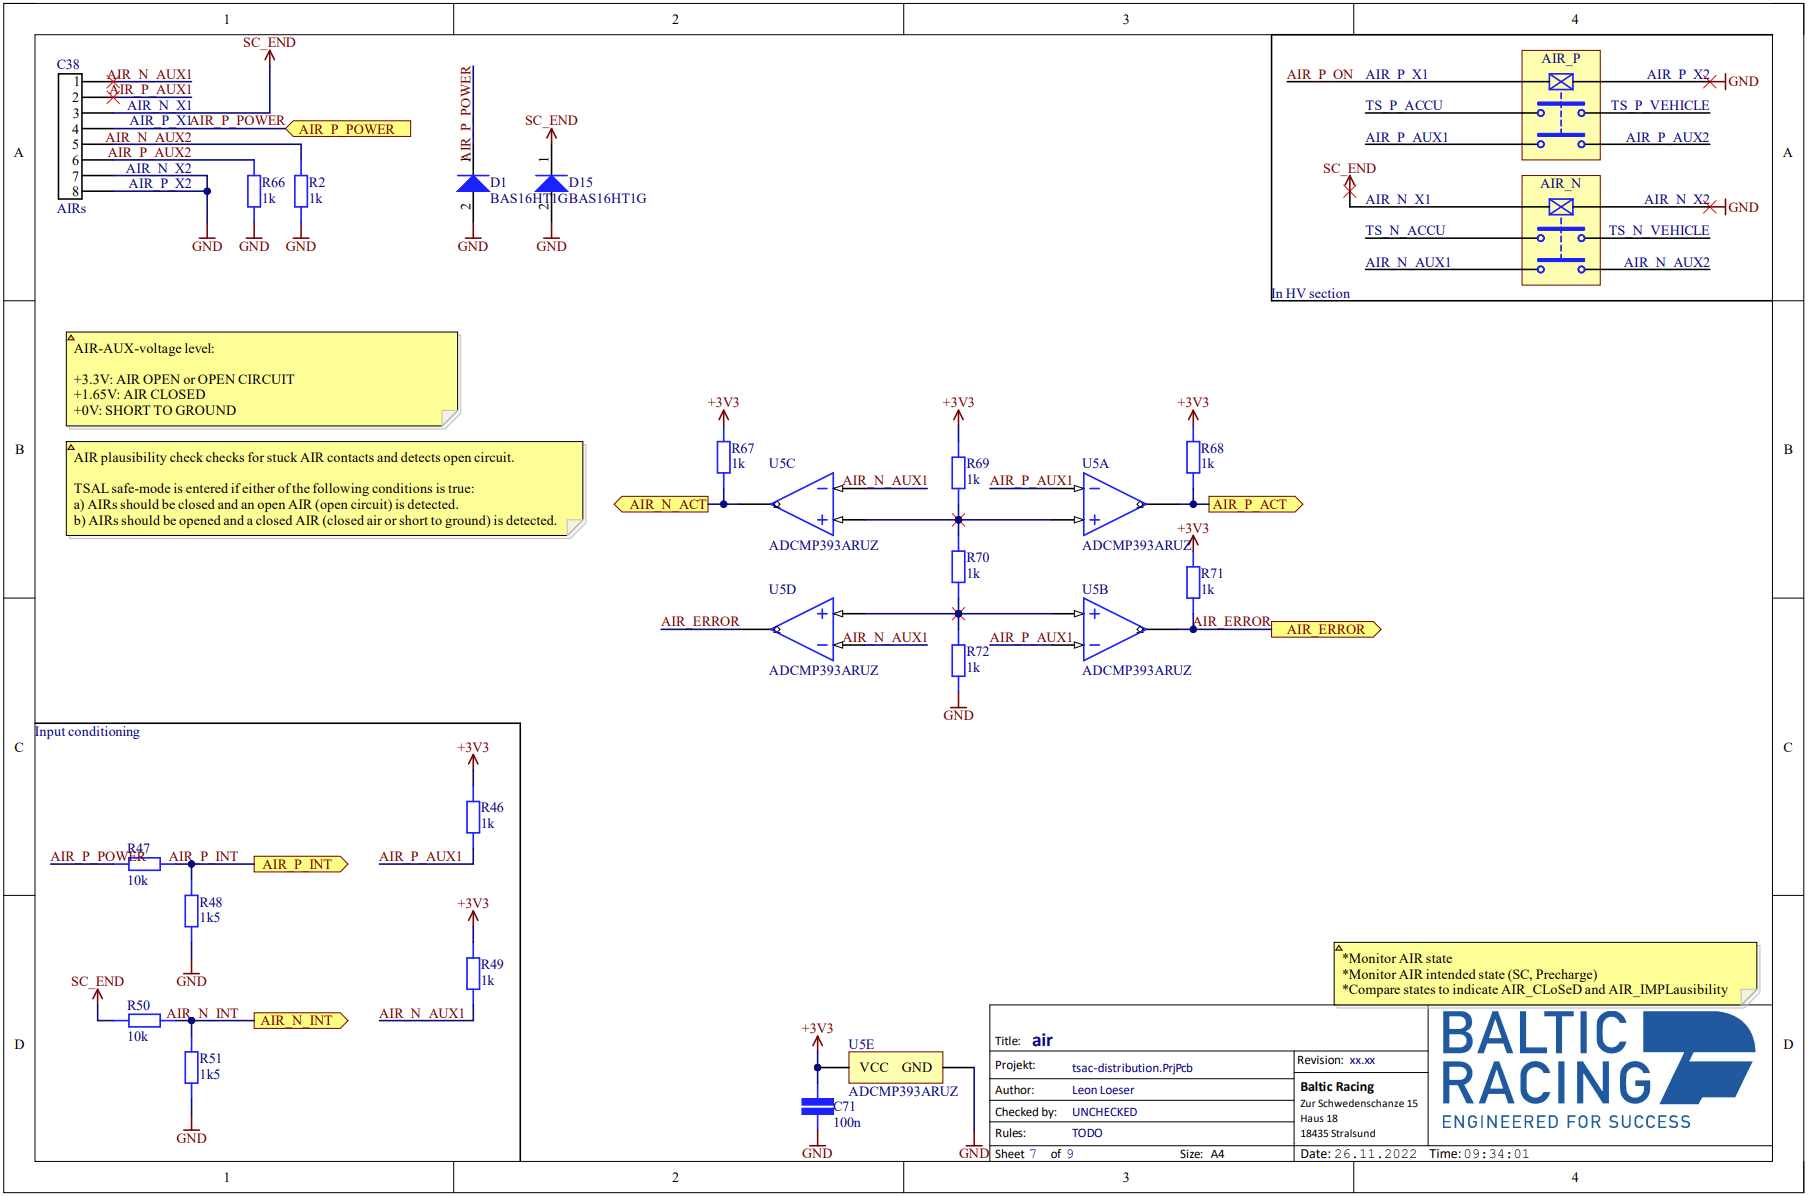 1 2 3 4
A
B
C
D
C38
1 AIR_N_AUX1
2 AIR_P_AUX1
3 AIR_N_X1
4 AIR_P_X1 AIR_P_POWER
AIR_P_POWER
5 AIR_N_AUX2
6 AIR_P_AUX2
7 AIR_N_X2
8 AIR_P_X2
AIRs
SC_END
R66
1k
R2
1k
GND GND GND
AIR_P_POWER
SC_END
1
2
D1
BAS16HT1G
1
2
D15
BAS16HT1G
GND GND
AIR_P
AIR_P_ON AIR_P_X1 AIR_P_X2 GND
TS_P_ACCU TS_P_VEHICLE
AIR_P_AUX1 AIR_P_AUX2
SC_END
AIR_N
AIR_N_X1 AIR_N_X2 GND
TS_N_ACCU TS_N_VEHICLE
AIR_N_AUX1 AIR_N_AUX2
In HV section
A
B
C
D
AIR-AUX-voltage level:
+3.3V: AIR OPEN or OPEN CIRCUIT
+1.65V: AIR CLOSED
+0V: SHORT TO GROUND
AIR plausibility check checks for stuck AIR contacts and detects open circuit.
TSAL safe-mode is entered if either of the following conditions is true:
a) AIRs should be closed and an open AIR (open circuit) is detected.
b) AIRs should be opened and a closed AIR (closed air or short to ground) is detected.
+3V3 +3V3 +3V3
R67
1k
U5C
AIR_N_ACT
AIR_N_AUX1
ADCMP393ARUZ
R69
1k
AIR_P_AUX1
U5A
R68
1k
AIR_P_ACT
ADCMP393ARUZ
+3V3
R70
1k
R71
1k
U5D
AIR_ERROR
AIR_N_AUX1
ADCMP393ARUZ
R72
1k
AIR_P_AUX1
U5B
AIR_ERROR
AIR_ERROR
ADCMP393ARUZ
GND
Input conditioning
+3V3
R46
1k
AIR_P_POWER
R47
10k
AIR_P_INT
AIR_P_INT
AIR_P_AUX1
R48
1k5
GND
+3V3
R49
1k
SC_END
R50
10k
AIR_N_INT
AIR_N_INT
AIR_N_AUX1
R51
1k5
GND
+3V3
U5E
VCC GND
ADCMP393ARUZ
C71
100n
GND
GND
*Monitor AIR state
*Monitor AIR intended state (SC, Precharge)
*Compare states to indicate AIR_CLoSeD and AIR_IMPLausibility
Title: air
Projekt: tsac-distribution.PrjPcb
Author: Leon Loeser
Checked by: UNCHECKED
Rules: TODO
Sheet 7 of 9 Size: A4
Revision: xx.xx
Baltic Racing
Zur Schwedenschanze 15
Haus 18
18435 Stralsund
Date: 26.11.2022 Time: 09:34:01
BALTIC
RACING
ENGINEERED FOR SUCCESS
1 2 3 4